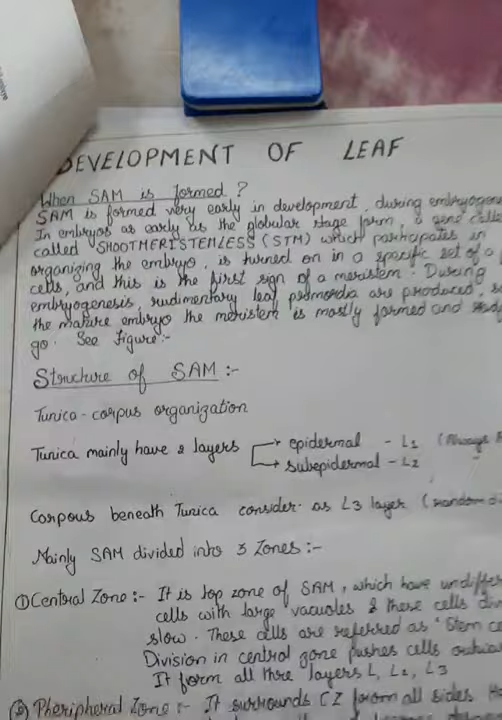 DEVELOPMENT OF LEAF
When SAM is formed ?
SAM is formed very early in development, during
In embryos as early as the globular stage form, a gene
called SHOOTMERISTEMLESS (STM) which participates in
organizing the embryo, is turned on in a specific set of
cells, and this is the first sign of a meristem. During
embryogenesis, rudimentary leaf primordia are produced,
the mature embryo the meristem is mostly formed and
go. See Figure:-
Structure of SAM :-
Tunica-corpus organization
Tunica mainly have 2 layers → epidermal - L1
→ subepidermal - L2
Corpous beneath Tunica consider as L3 layer (random
Mainly SAM divided into 3 Zones :-
① Central Zone :- It is top zone of SAM, which have
cells with large vacuoles & these cells
slow. These cells are referred as "Stem
Division in central zone pushes cells
It form all three layers L, L2, L3
② Pheripheral Zone :- It surrounds CZ from all sides